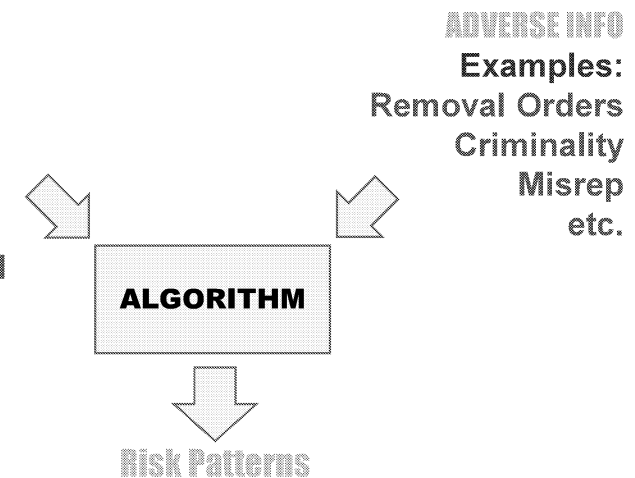 ADVERSE INFO
Examples:
Removal Orders
Criminality
Misrep
etc.
ALGORITHM
Risk Patterns